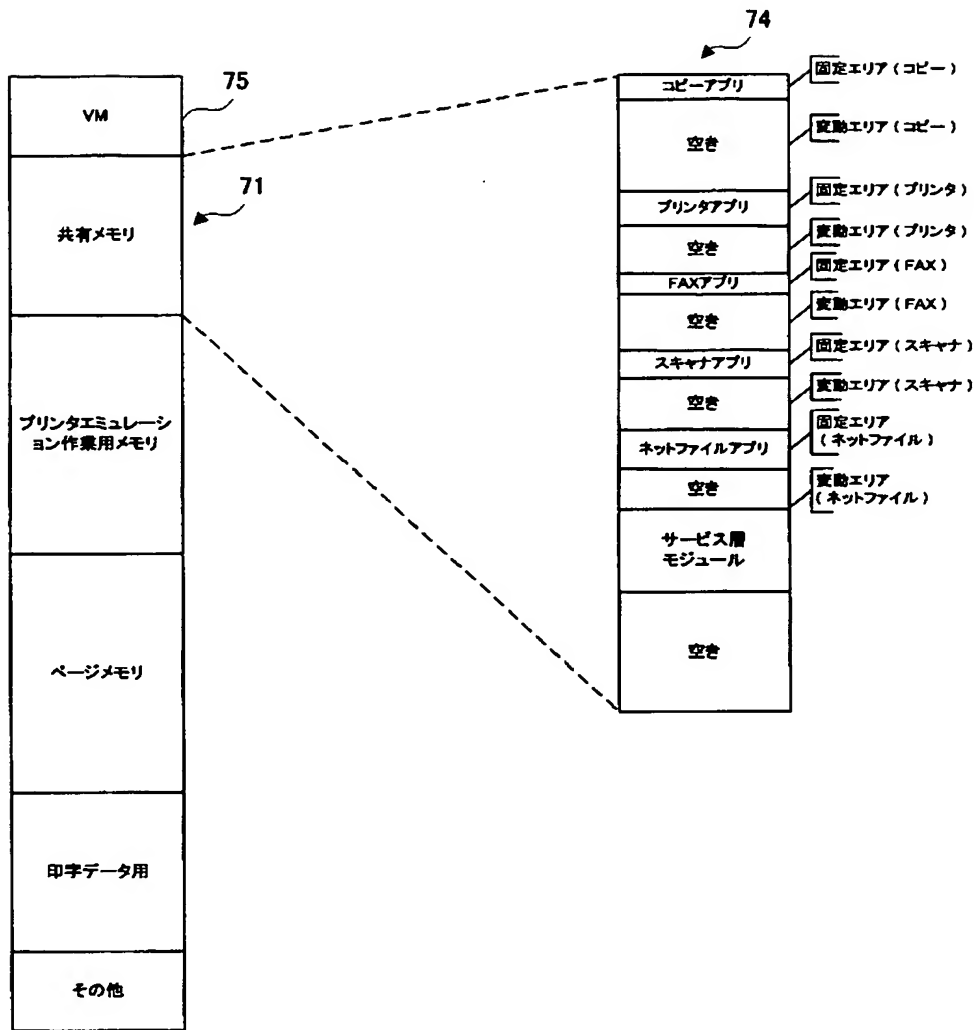 74
75
VM
71
共有メモリ
プリンタエミュレーシ
ョン作業用メモリ
ページメモリ
印字データ用
その他
コピーアプリ
空き
プリンタアプリ
空き
FAXアプリ
空き
スキャナアプリ
空き
ネットファイルアプリ
空き
サービス層
モジュール
空き
固定エリア(コピー)
変動エリア(コピー)
固定エリア(プリンタ)
変動エリア(プリンタ)
固定エリア(FAX)
変動エリア(FAX)
固定エリア(スキャナ)
変動エリア(スキャナ)
固定エリア
(ネットファイル)
変動エリア
(ネットファイル)